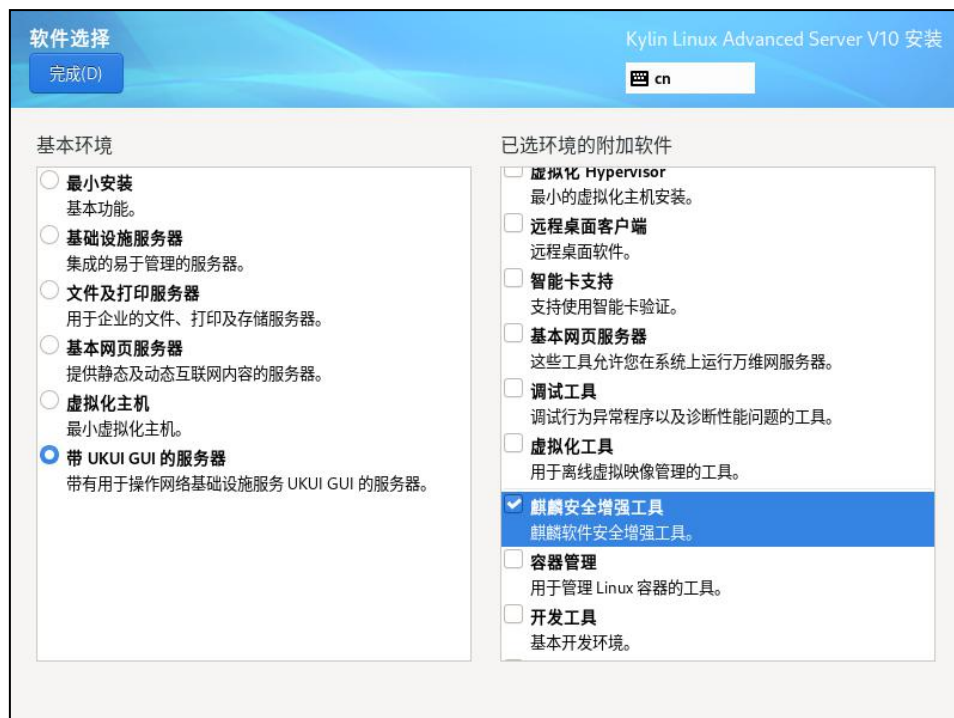 软件选择
完成(D)
Kylin Linux Advanced Server V10 安装
cn
基本环境
最小安装
基本功能。
基础设施服务器
集成的易于管理的服务器。
文件及打印服务器
用于企业的文件、打印及存储服务器。
基本网页服务器
提供静态及动态互联网内容的服务器。
虚拟化主机
最小虚拟化主机。
带 UKUI GUI 的服务器
带有用于操作网络基础设施服务 UKUI GUI 的服务器。
已选环境的附加软件
虚拟化 Hypervisor
最小的虚拟化主机安装。
远程桌面客户端
远程桌面软件。
智能卡支持
支持使用智能卡验证。
基本网页服务器
这些工具允许您在系统上运行万维网服务器。
调试工具
调试行为异常程序以及诊断性能问题的工具。
虚拟化工具
用于离线虚拟映像管理的工具。
麒麟安全增强工具
麒麟软件安全增强工具。
容器管理
用于管理 Linux 容器的工具。
开发工具
基本开发环境。